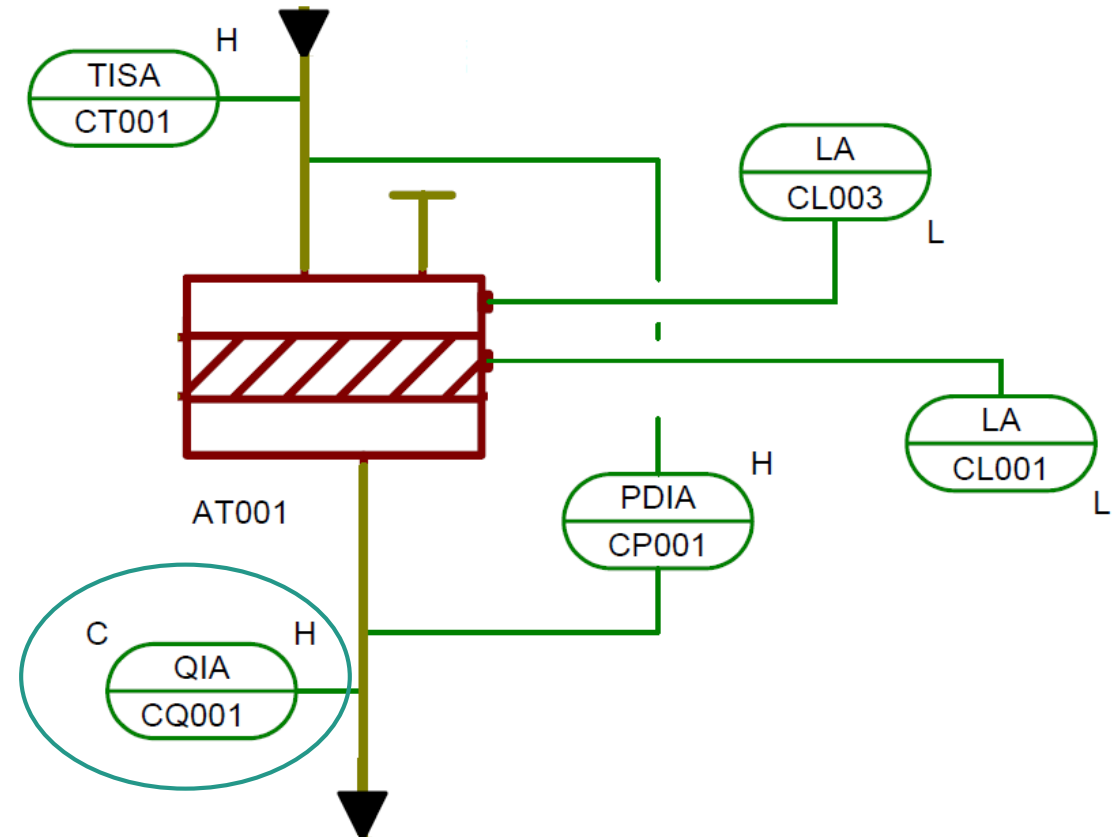 H
TISA
CT001
LA
CL003
L
LA
CL001
L
H
PDIA
CP001
AT001
C
H
QIA
CQ001